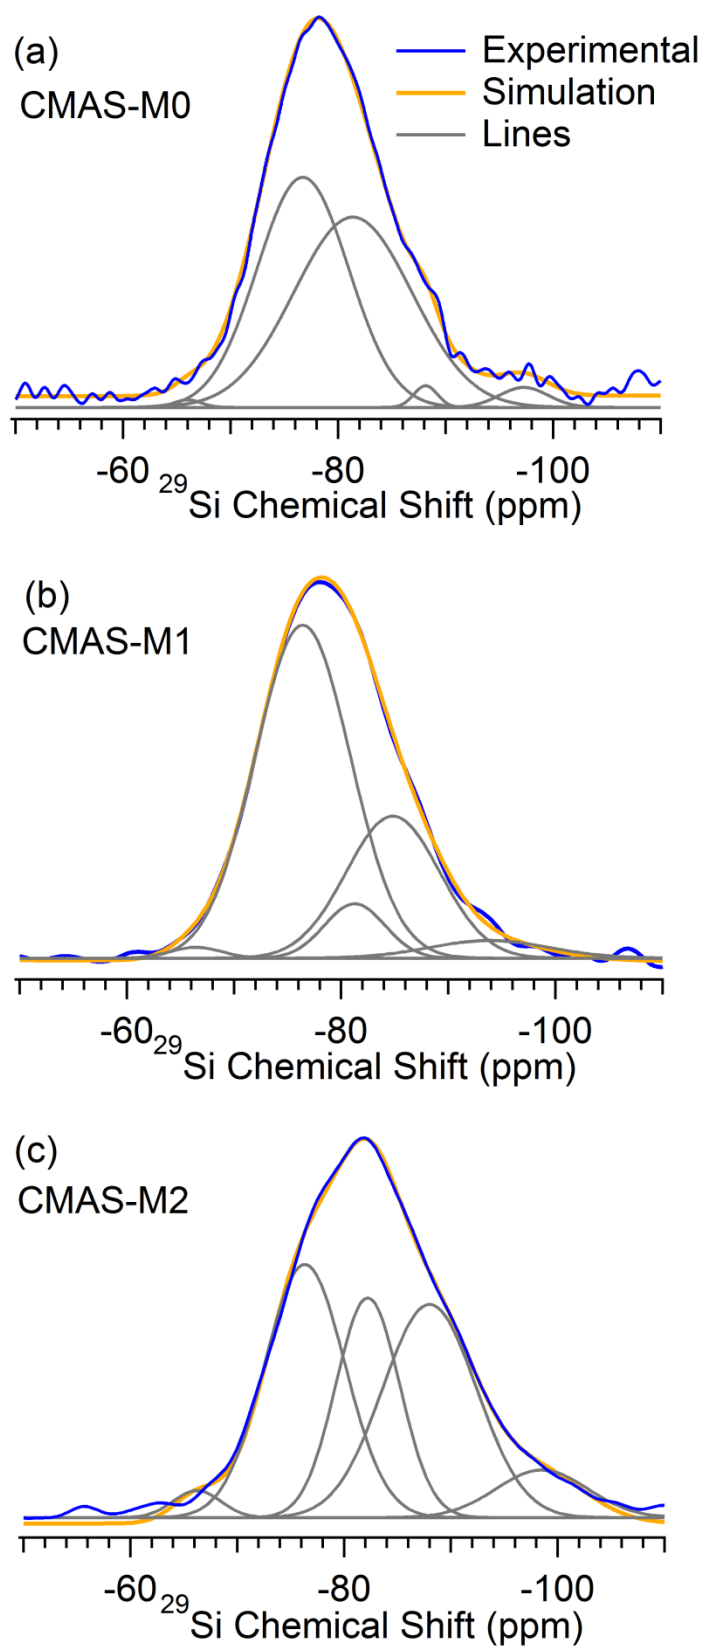 (a)
CMAS-M0
Experimental
Simulation
Lines
-60 -80 -100
29Si Chemical Shift (ppm)
(b)
CMAS-M1
-60 -80 -100
29Si Chemical Shift (ppm)
(c)
CMAS-M2
-60 -80 -100
29Si Chemical Shift (ppm)